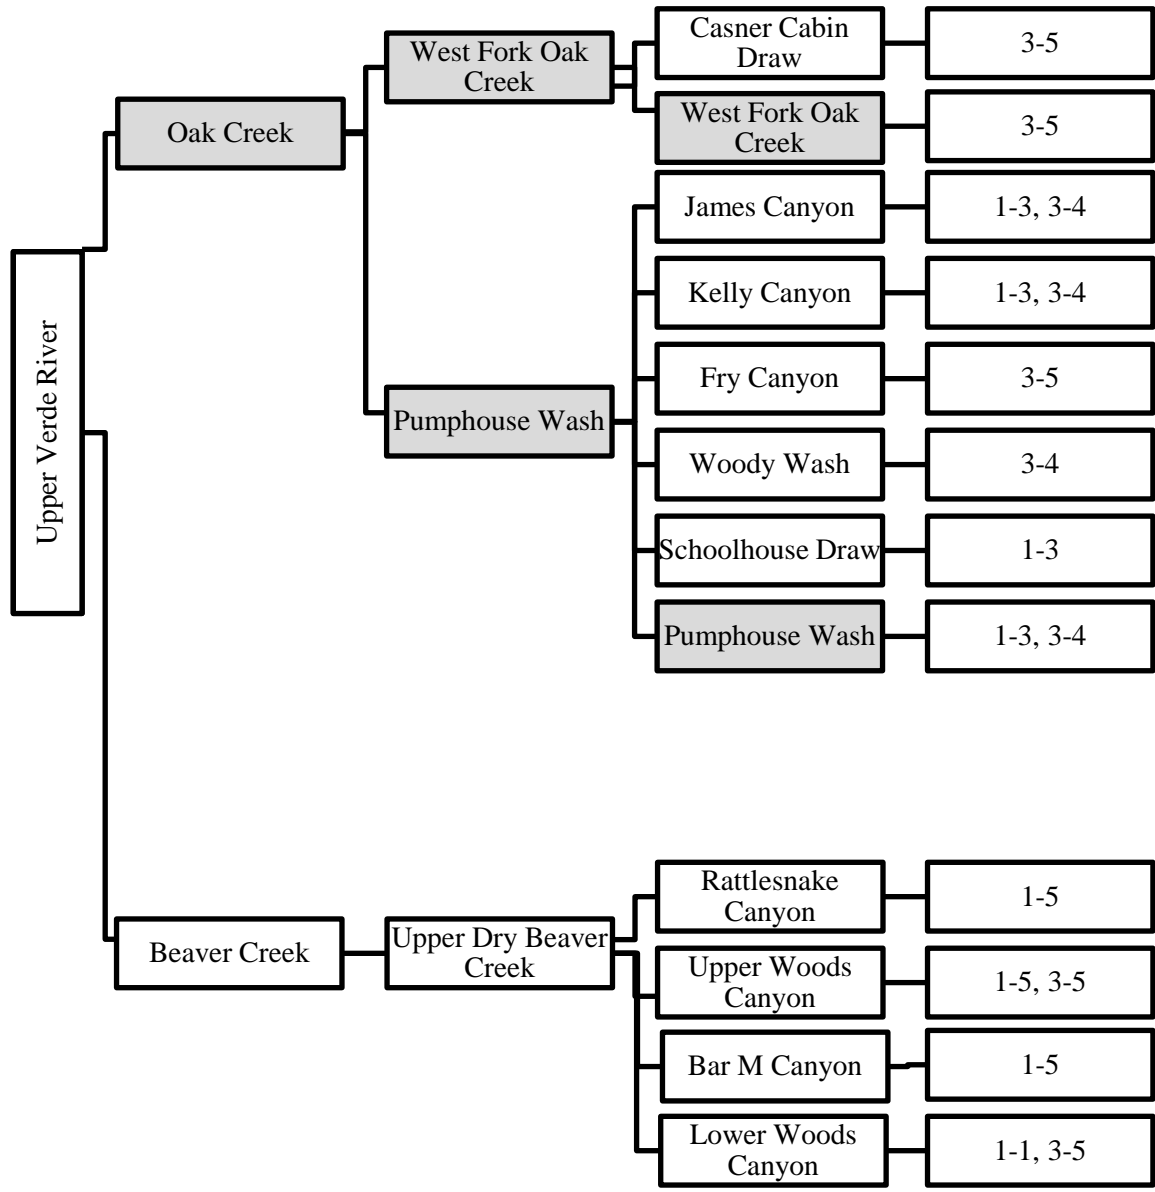 Upper Verde River
Oak Creek
West Fork Oak
Creek
Casner Cabin
Draw
3-5
West Fork Oak
Creek
3-5
Pumphouse Wash
James Canyon
1-3, 3-4
Kelly Canyon
1-3, 3-4
Fry Canyon
3-5
Woody Wash
3-4
Schoolhouse Draw
1-3
Pumphouse Wash
1-3, 3-4
Beaver Creek
Upper Dry Beaver
Creek
Rattlesnake
Canyon
1-5
Upper Woods
Canyon
1-5, 3-5
Bar M Canyon
1-5
Lower Woods
Canyon
1-1, 3-5